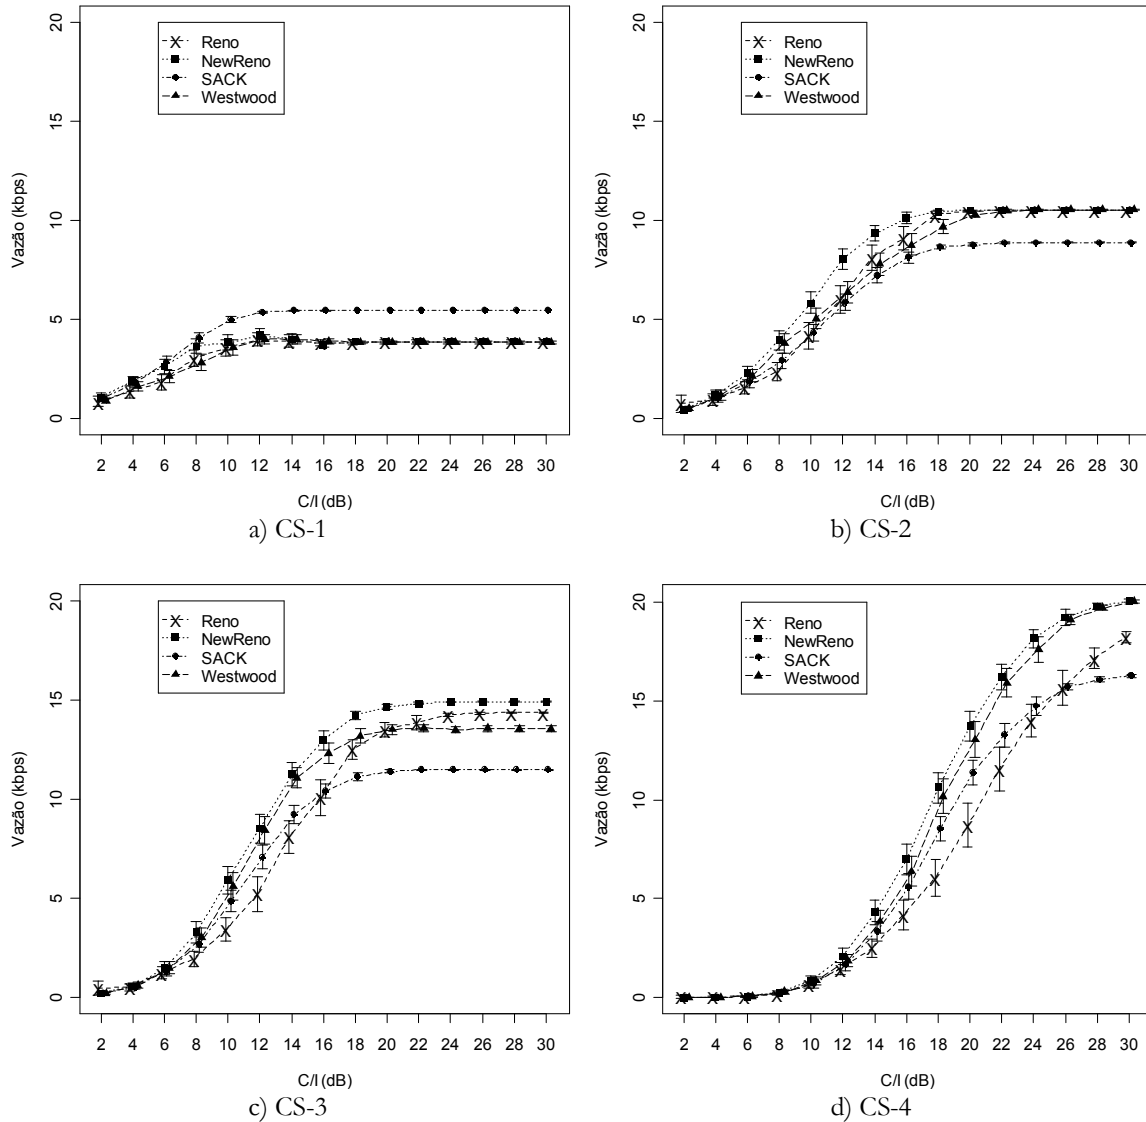 20
15
10
5
0
Vazão (kbps)
Reno
NewReno
SACK
Westwood
2 4 6 8 10 12 14 16 18 20 22 24 26 28 30
C/I (dB)
a) CS-1
20
15
10
5
0
Vazão (kbps)
Reno
NewReno
SACK
Westwood
2 4 6 8 10 12 14 16 18 20 22 24 26 28 30
C/I (dB)
b) CS-2
20
15
10
5
0
Vazão (kbps)
Reno
NewReno
SACK
Westwood
2 4 6 8 10 12 14 16 18 20 22 24 26 28 30
C/I (dB)
c) CS-3
20
15
10
5
0
Vazão (kbps)
Reno
NewReno
SACK
Westwood
2 4 6 8 10 12 14 16 18 20 22 24 26 28 30
C/I (dB)
d) CS-4